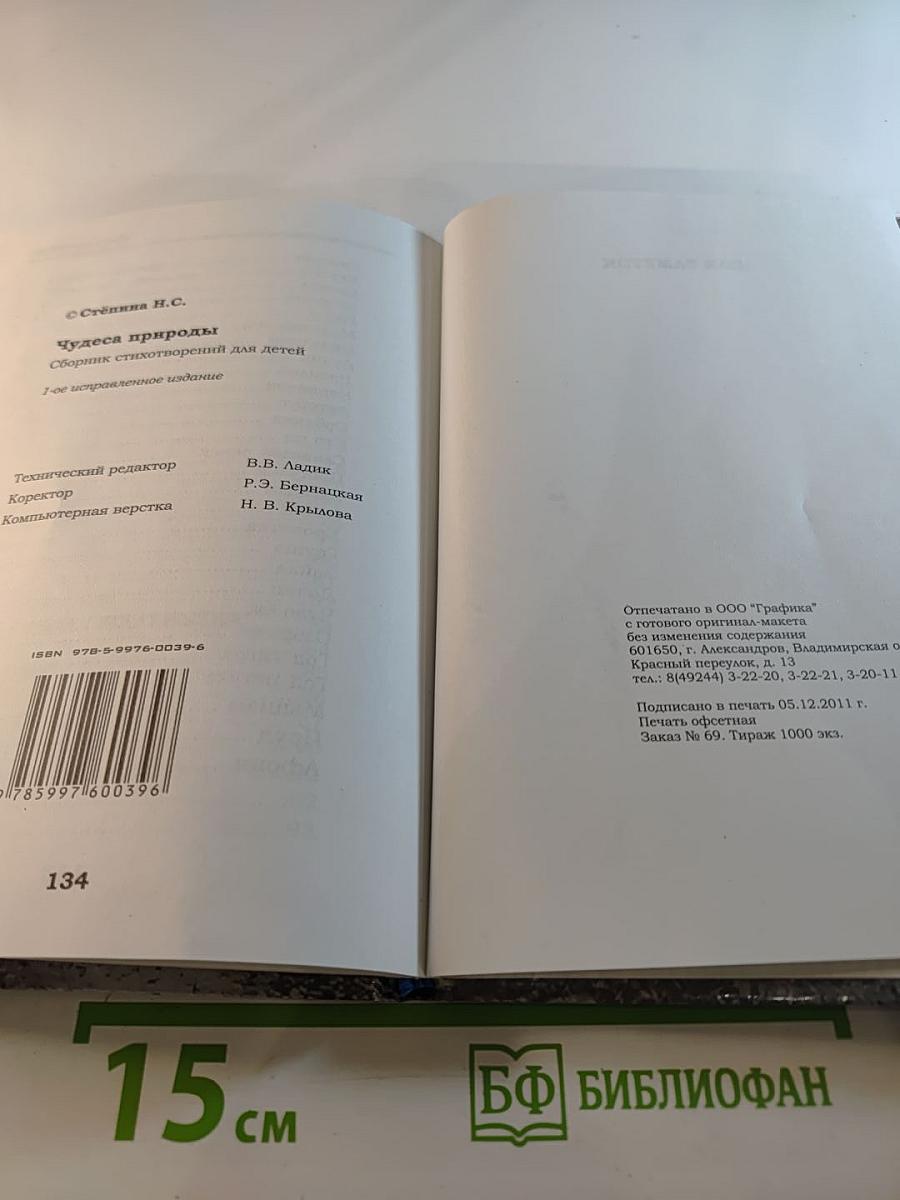 © Стёпина Н.С.
Чудеса природы
Сборник стихотворений для детей
1-ое исправленное издание
Технический редактор В.В. Ладик
Коректор Р.Э. Бернацкая
Компьютерная верстка Н. В. Крылова
ISBN 978-5-9976-0039-6
9 785997 600396
134
Отпечатано в ООО "Графика"
с готового оригинал-макета
без изменения содержания
601650, г. Александров, Владимирская о
Красный переулок, д. 13
тел.: 8(49244) 3-22-20, 3-22-21, 3-20-11
Подписано в печать 05.12.2011 г.
Печать офсетная
Заказ № 69. Тираж 1000 экз.
15 см
БФ БИБЛИОФАН